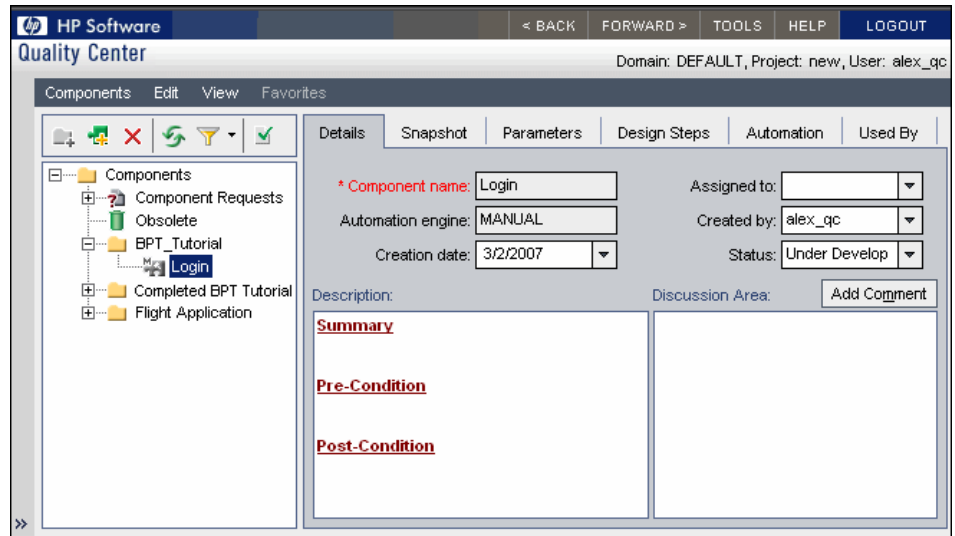 HP Software
< BACK FORWARD > TOOLS HELP LOGOUT
Quality Center
Domain: DEFAULT, Project: new, User: alex_qc
Components Edit View Favorites
Details Snapshot Parameters Design Steps Automation Used By
Components
Component Requests
Obsolete
BPT_Tutorial
Login
Completed BPT Tutorial
Flight Application
* Component name: Login
Assigned to:
Automation engine: MANUAL
Created by: alex_qc
Creation date: 3/2/2007
Status: Under Develop
Description:
Discussion Area:
Add Comment
Summary
Pre-Condition
Post-Condition
»